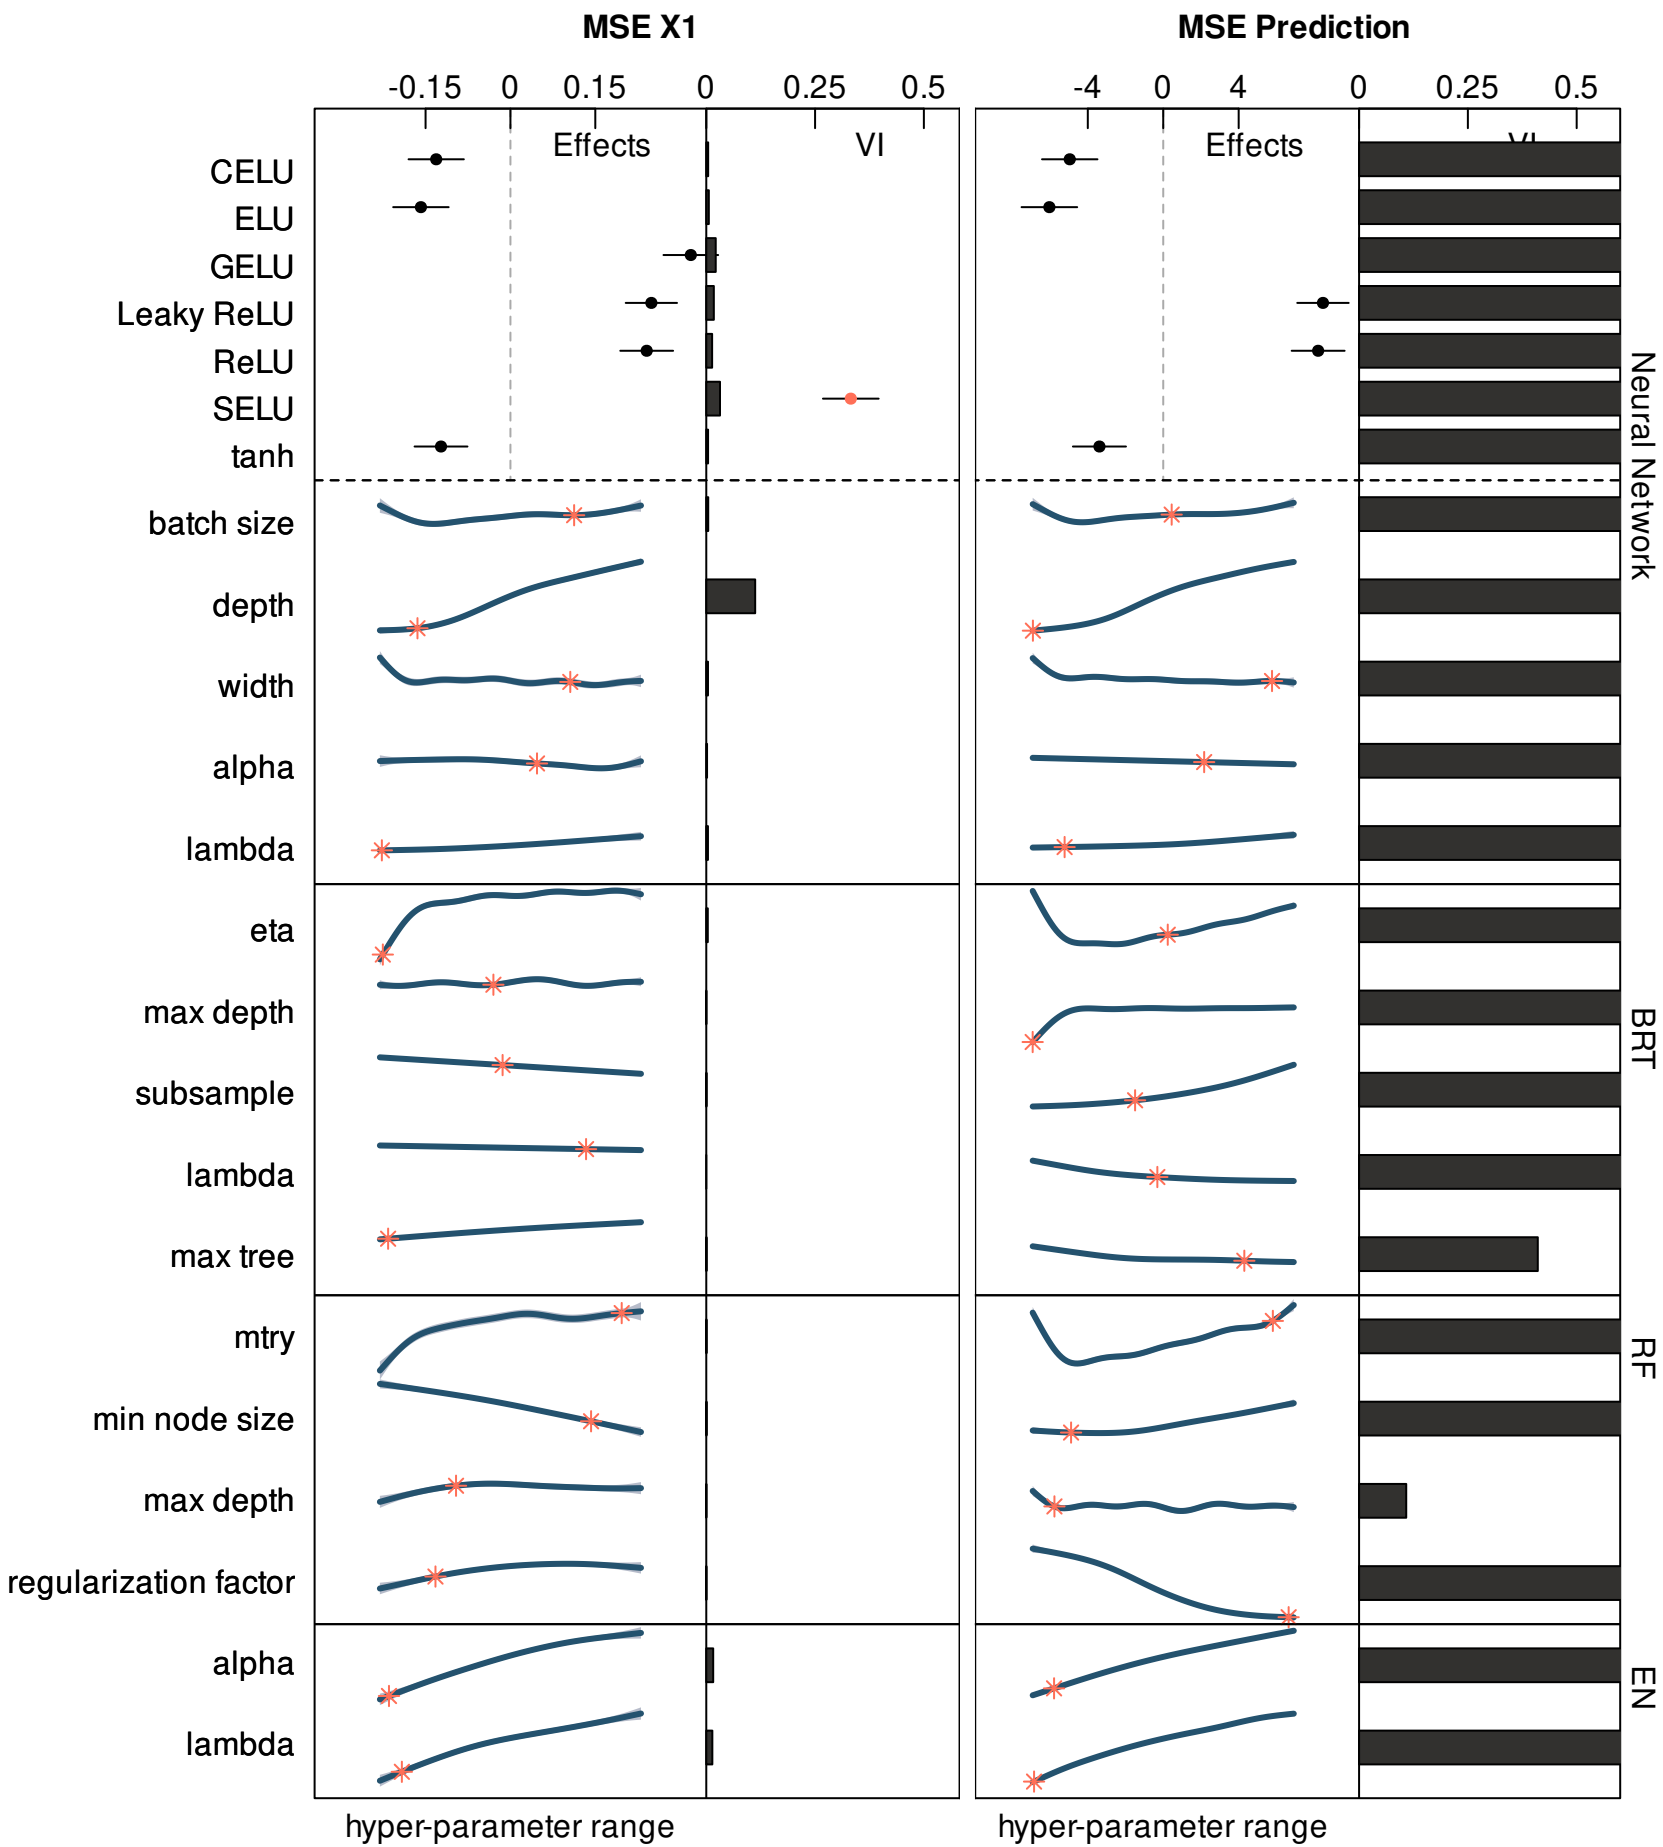 MSE X1 MSE Prediction
-0.15 0 0.15 0 0.25 0.5 -4 0 4 0 0.25 0.5
Effects VI Effects VI
CELU
ELU
GELU
Leaky ReLU
ReLU
SELU
tanh
batch size
depth
width
alpha
lambda
Neural Network
eta
max depth
subsample
lambda
max tree
BRT
mtry
min node size
max depth
regularization factor
RF
alpha
lambda
EN
hyper-parameter range hyper-parameter range